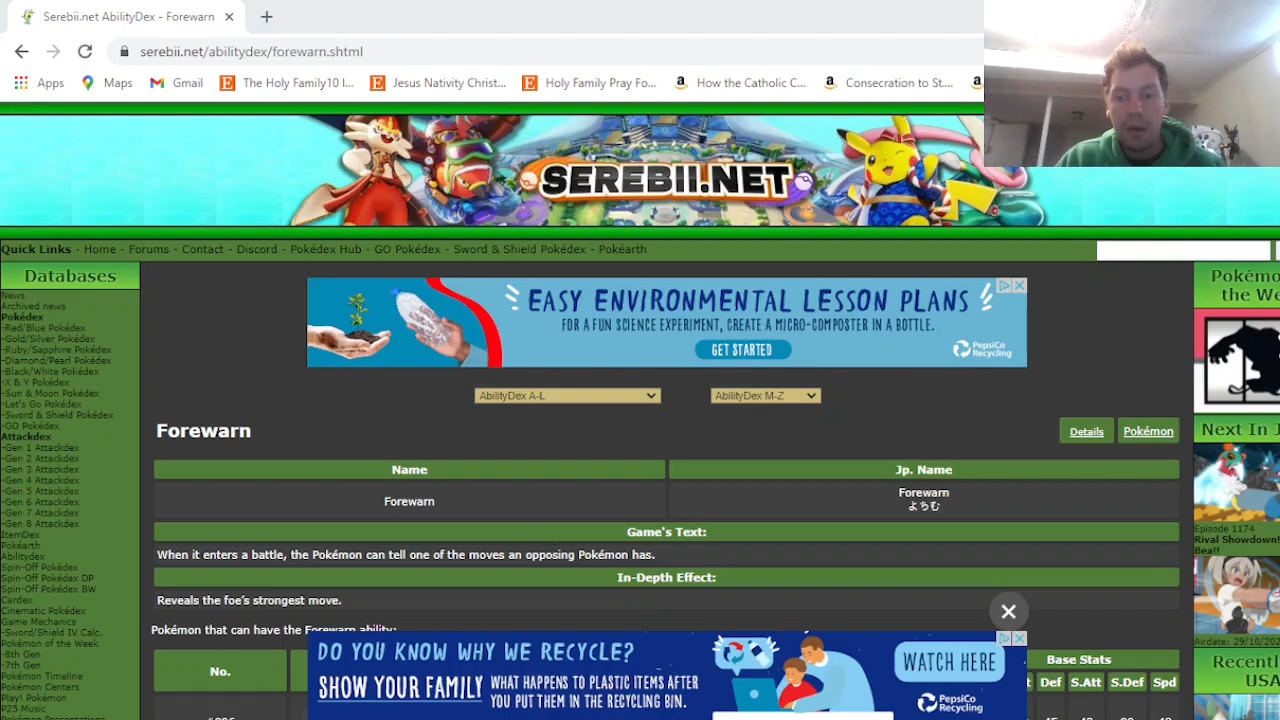 Serebii.net AbilityDex - Forewarn
serebii.net/abilitydex/forewarn.shtml
Apps Maps Gmail The Holy Family10 I... Jesus Nativity Christ... Holy Family Pray Fo... How the Catholic C... Consecration to St....
SEREBII.NET
Quick Links - Home - Forums - Contact - Discord - Pokédex Hub - GO Pokédex - Sword & Shield Pokédex - Pokéarth
Databases
News
Archived news
Pokédex
-Red/Blue Pokédex
-Gold/Silver Pokédex
-Ruby/Sapphire Pokédex
-Diamond/Pearl Pokédex
-Black/White Pokédex
-X & Y Pokédex
-Sun & Moon Pokédex
-Let's Go Pokédex
-Sword & Shield Pokédex
-GO Pokédex
Attackdex
-Gen 1 Attackdex
-Gen 2 Attackdex
-Gen 3 Attackdex
-Gen 4 Attackdex
-Gen 5 Attackdex
-Gen 6 Attackdex
-Gen 7 Attackdex
-Gen 8 Attackdex
ItemDex
Pokéarth
Abilitydex
Spin-Off Pokédex
Spin-Off Pokédex DP
Spin-Off Pokédex BW
Cardex
Cinematic Pokédex
Game Mechanics
-Sword/Shield IV Calc.
Pokémon of the Week
-8th Gen
-7th Gen
Pokémon Timeline
Pokémon Centers
Play! Pokémon
P25 Music
EASY ENVIRONMENTAL LESSON PLANS
FOR A FUN SCIENCE EXPERIMENT, CREATE A MICRO-COMPOSTER IN A BOTTLE.
GET STARTED
PepsiCo
Recycling
AbilityDex A-L AbilityDex M-Z
Forewarn
Details Pokémon
Name Jp. Name
Forewarn Forewarn
よちむ
Game's Text:
When it enters a battle, the Pokémon can tell one of the moves an opposing Pokémon has.
In-Depth Effect:
Reveals the foe's strongest move.
Pokémon that can have the Forewarn ability:
No. Base Stats
Def S.Att S.Def Spd
DO YOU KNOW WHY WE RECYCLE?
SHOW YOUR FAMILY WHAT HAPPENS TO PLASTIC ITEMS AFTER
YOU PUT THEM IN THE RECYCLING BIN.
WATCH HERE
PepsiCo
Recycling
Next In J
Episode 1174
Rival Showdown!
Bea!!
Airdate: 29/10/202
Recently
USA